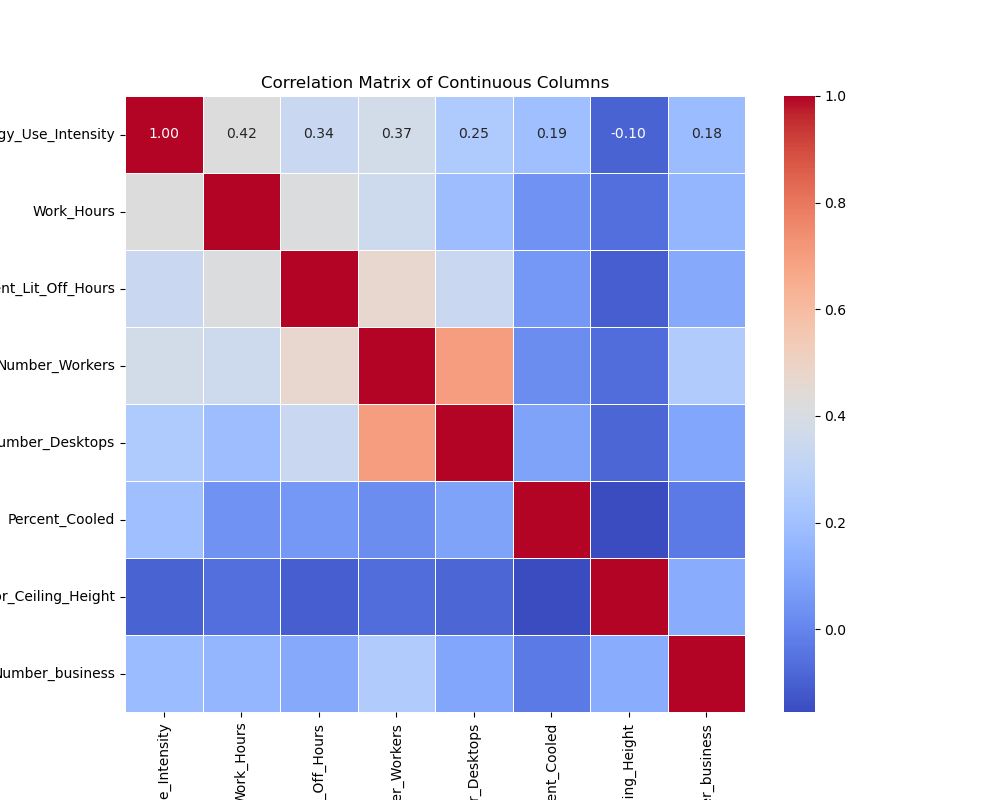 Correlation Matrix of Continuous Columns
gy_Use_Intensity
1.00 0.42 0.34 0.37 0.25 0.19 -0.10 0.18
Work_Hours
nt_Lit_Off_Hours
Number_Workers
umber_Desktops
Percent_Cooled
or_Ceiling_Height
Number_business
e_Intensity
Work_Hours
_Off_Hours
er_Workers
r_Desktops
ent_Cooled
ing_Height
er_business
1.0
0.8
0.6
0.4
0.2
0.0